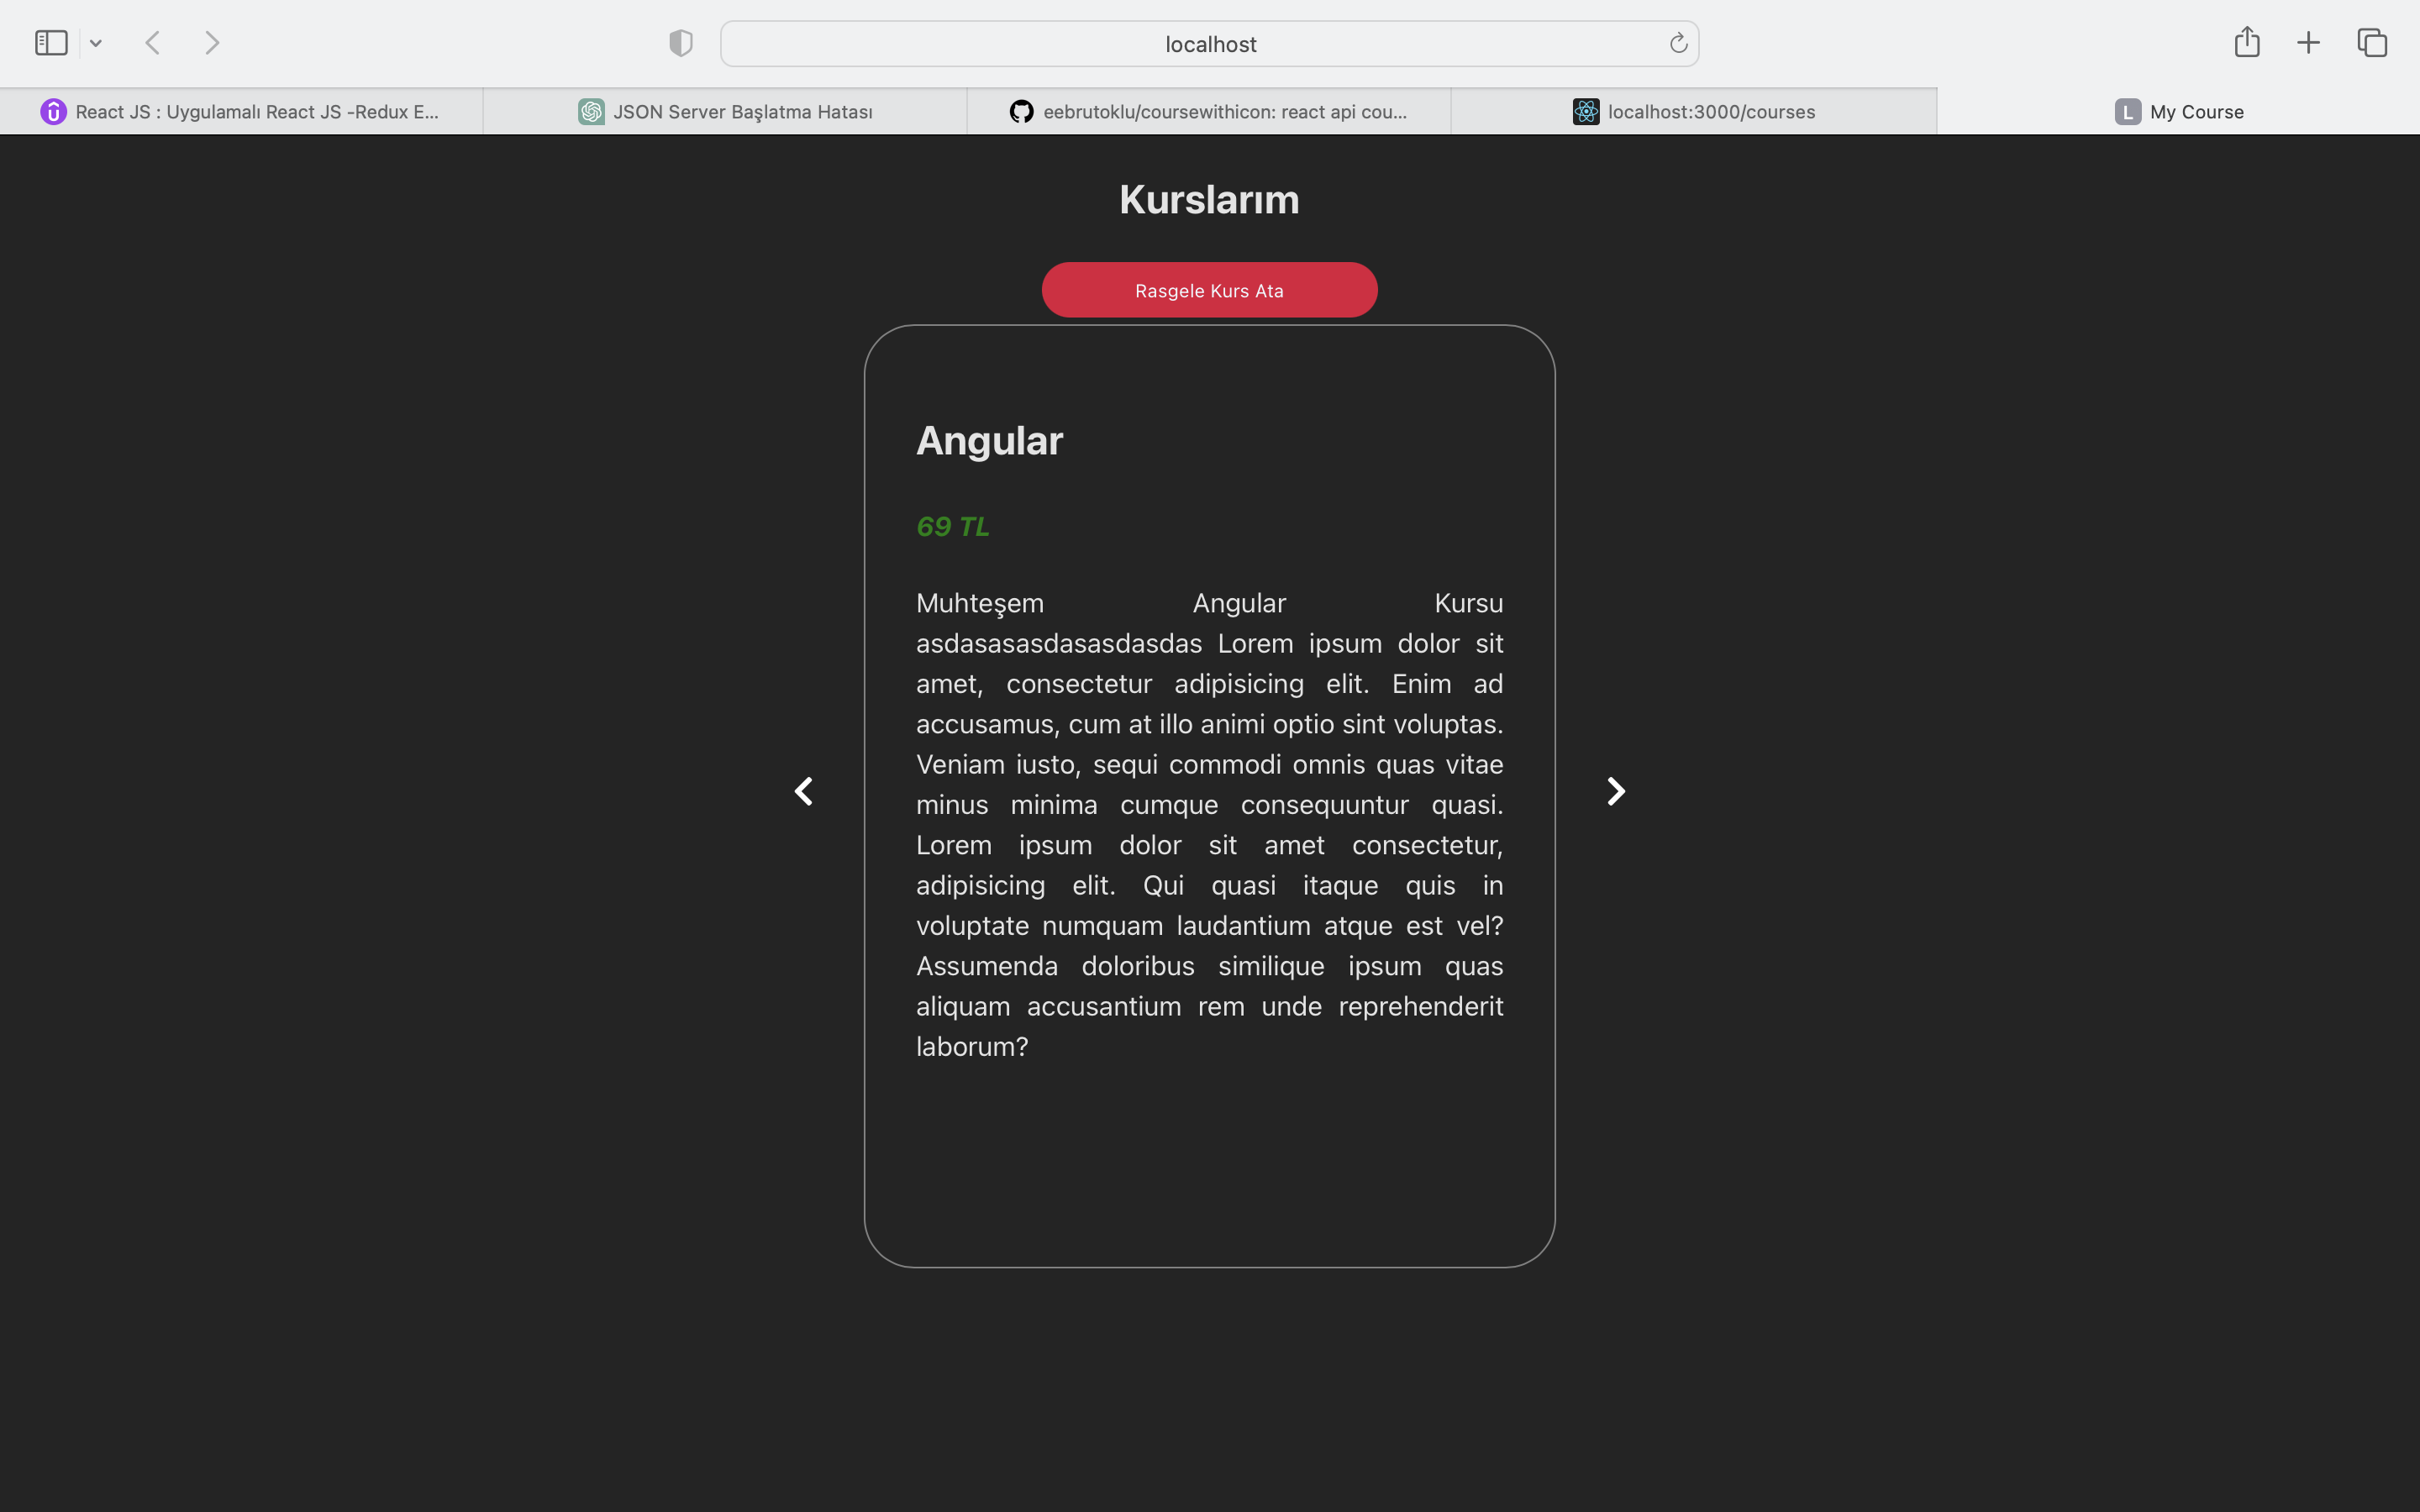 localhost
React JS : Uygulamalı React JS -Redux E...
JSON Server Başlatma Hatası
eebrutoklu/coursewithicon: react api cou...
localhost:3000/courses
L
My Course
Kurslarım
Rasgele Kurs Ata
Angular
69 TL
Muhteşem Angular Kursu
asdasasasdasasdasdas Lorem ipsum dolor sit
amet, consectetur adipisicing elit. Enim ad
accusamus, cum at illo animi optio sint voluptas.
Veniam iusto, sequi commodi omnis quas vitae
minus minima cumque consequuntur quasi.
Lorem ipsum dolor sit amet consectetur,
adipisicing elit. Qui quasi itaque quis in
voluptate numquam laudantium atque est vel?
Assumenda doloribus similique ipsum quas
aliquam accusantium rem unde reprehenderit
laborum?